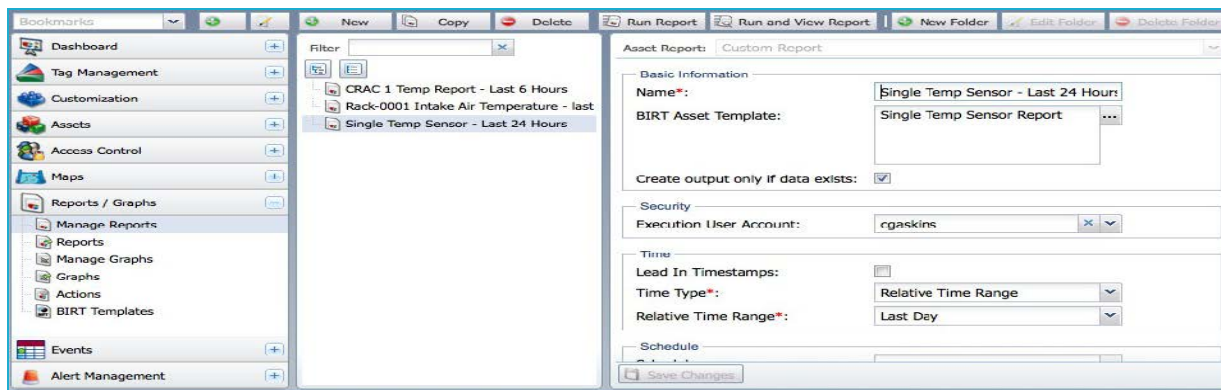 Bookmarks
New
Copy
Delete
Run Report
Run and View Report
New Folder
Edit Folder
Delete Folder
Dashboard
Tag Management
Customization
Assets
Access Control
Maps
Reports / Graphs
Manage Reports
Reports
Manage Graphs
Graphs
Actions
BIRT Templates
Events
Alert Management
Filter
CRAC 1 Temp Report - Last 6 Hours
Rack-0001 Intake Air Temperature - last
Single Temp Sensor - Last 24 Hours
Asset Report: Custom Report
Basic Information
Name*: Single Temp Sensor - Last 24 Hours
BIRT Asset Template: Single Temp Sensor Report ...
Create output only if data exists:
Security
Execution User Account: cgaskins
Time
Lead In Timestamps:
Time Type*: Relative Time Range
Relative Time Range*: Last Day
Schedule
Save Changes